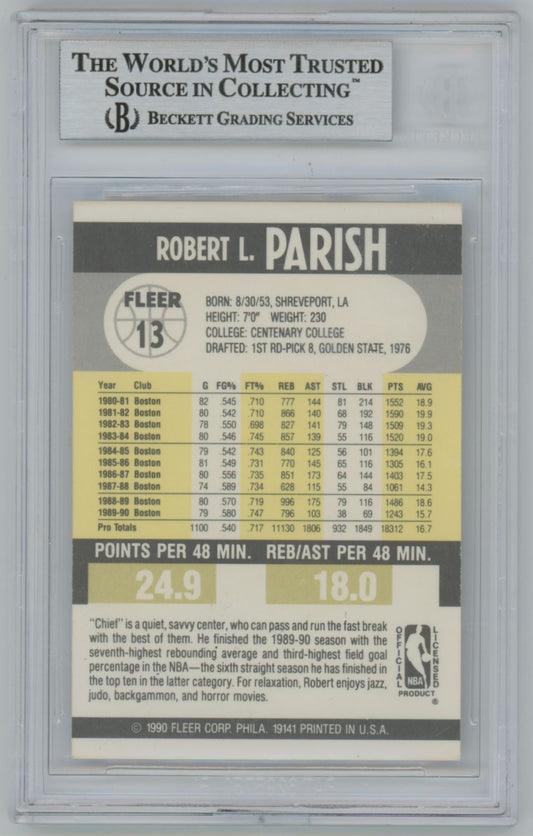 THE WORLD'S MOST TRUSTED
SOURCE IN COLLECTING™
B BECKETT GRADING SERVICES
ROBERT L. PARISH
FLEER
13
BORN: 8/30/53, SHREVEPORT, LA
HEIGHT: 7'0" WEIGHT: 230
COLLEGE: CENTENARY COLLEGE
DRAFTED: 1ST RD-PICK 8, GOLDEN STATE, 1976
Year Club G FG% FT% REB AST STL BLK PTS AVG
1980-81 Boston 82 .545 .710 777 144 81 214 1552 18.9
1981-82 Boston 80 .542 .710 866 140 68 192 1590 19.9
1982-83 Boston 78 .550 .698 827 141 79 148 1509 19.3
1983-84 Boston 80 .546 .745 857 139 55 116 1520 19.0
1984-85 Boston 79 .542 .743 840 125 56 101 1394 17.6
1985-86 Boston 81 .549 .731 770 145 65 116 1305 16.1
1986-87 Boston 80 .556 .735 851 173 64 144 1403 17.5
1987-88 Boston 74 .589 .734 628 115 55 84 1061 14.3
1988-89 Boston 80 .570 .719 996 175 79 116 1486 18.6
1989-90 Boston 79 .580 .747 796 103 38 69 1243 15.7
Pro Totals 1100 .540 .717 11130 1806 932 1849 18312 16.7
POINTS PER 48 MIN. REB/AST PER 48 MIN.
24.9 18.0
"Chief" is a quiet, savvy center, who can pass and run the fast break
with the best of them. He finished the 1989-90 season with the
seventh-highest rebounding average and third-highest field goal
percentage in the NBA—the sixth straight season he has finished in
the top ten in the latter category. For relaxation, Robert enjoys jazz,
judo, backgammon, and horror movies.
OFFICIAL LICENSED
NBA
PRODUCT ®
© 1990 FLEER CORP. PHILA. 19141 PRINTED IN U.S.A.